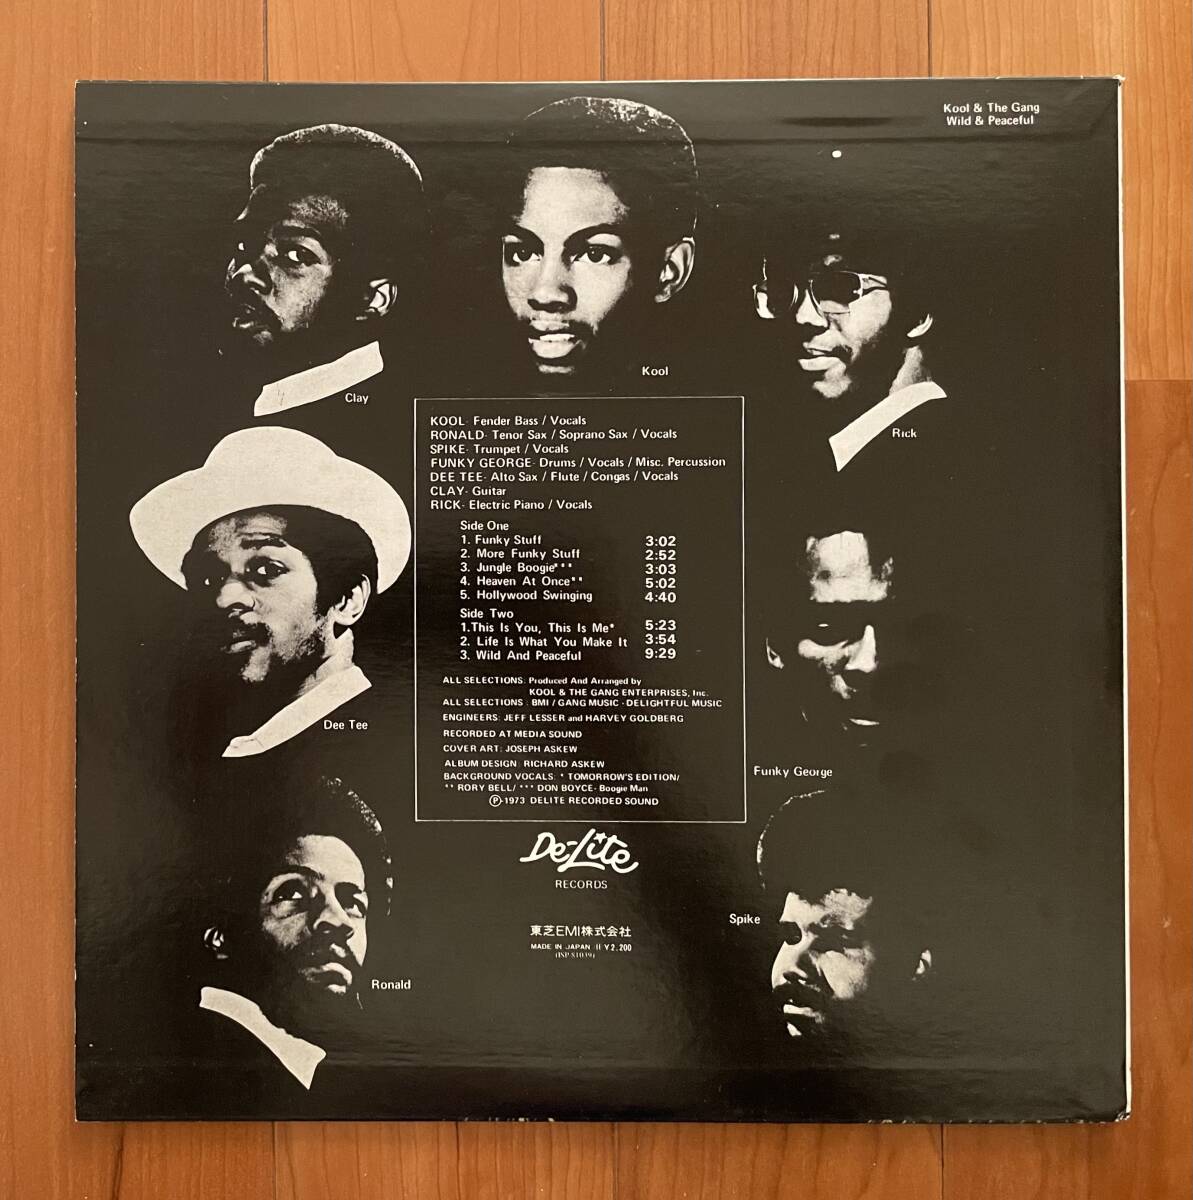 Kool & The Gang
Wild & Peaceful
Kool
Clay
Rick
KOOL- Fender Bass / Vocals
RONALD- Tenor Sax / Soprano Sax / Vocals
SPIKE- Trumpet / Vocals
FUNKY GEORGE- Drums / Vocals / Misc. Percussion
DEE TEE- Alto Sax / Flute / Congas / Vocals
CLAY- Guitar
RICK- Electric Piano / Vocals
Side One
1. Funky Stuff 3:02
2. More Funky Stuff 2:52
3. Jungle Boogie*** 3:03
4. Heaven At Once** 5:02
5. Hollywood Swinging 4:40
Side Two
1.This Is You, This Is Me* 5:23
2. Life Is What You Make It 3:54
3. Wild And Peaceful 9:29
ALL SELECTIONS: Produced And Arranged by
KOOL & THE GANG ENTERPRISES, Inc.
ALL SELECTIONS : BMI / GANG MUSIC - DELIGHTFUL MUSIC
ENGINEERS: JEFF LESSER and HARVEY GOLDBERG
RECORDED AT MEDIA SOUND
COVER ART: JOSEPH ASKEW
ALBUM DESIGN: RICHARD ASKEW
BACKGROUND VOCALS: * TOMORROW'S EDITION/
** RORY BELL/ *** DON BOYCE- Boogie Man
Ⓟ-1973 DELITE RECORDED SOUND
Dee Tee
Funky George
De-Lite
RECORDS
Spike
東芝EMI株式会社
MADE IN JAPAN II ¥2,200
(ISP-81039)
Ronald